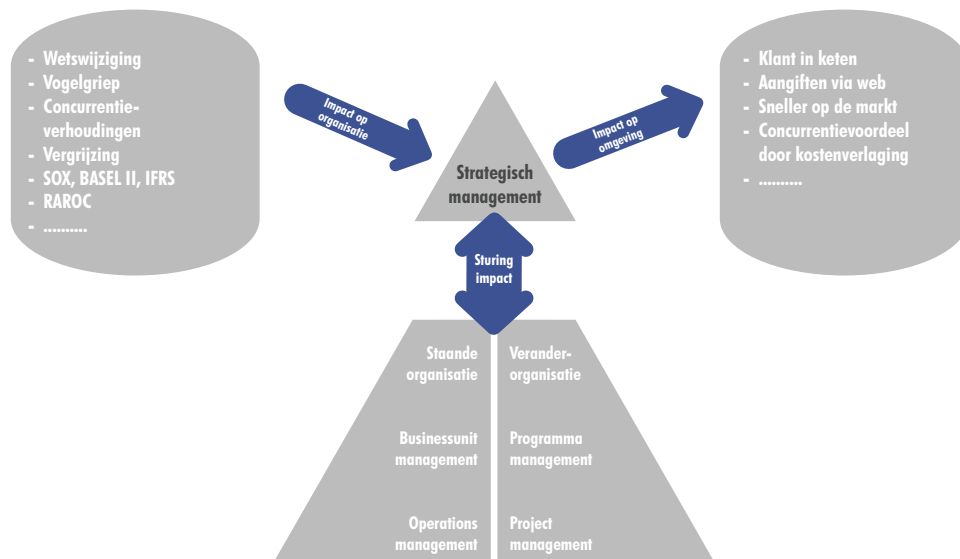 - Wetswijziging
- Vogelgriep
- Concurrentie-
verhoudingen
- Vergrijzing
- SOX, BASEL II, IFRS
- RAROC
- ..........
Impact op
organisatie
Strategisch
management
Impact op
omgeving
- Klant in keten
- Aangiften via web
- Sneller op de markt
- Concurrentievoordeel
door kostenverlaging
- ..........
Sturing
impact
Staande
organisatie
Verander-
organisatie
Businessunit
management
Programma
management
Operations
management
Project
management